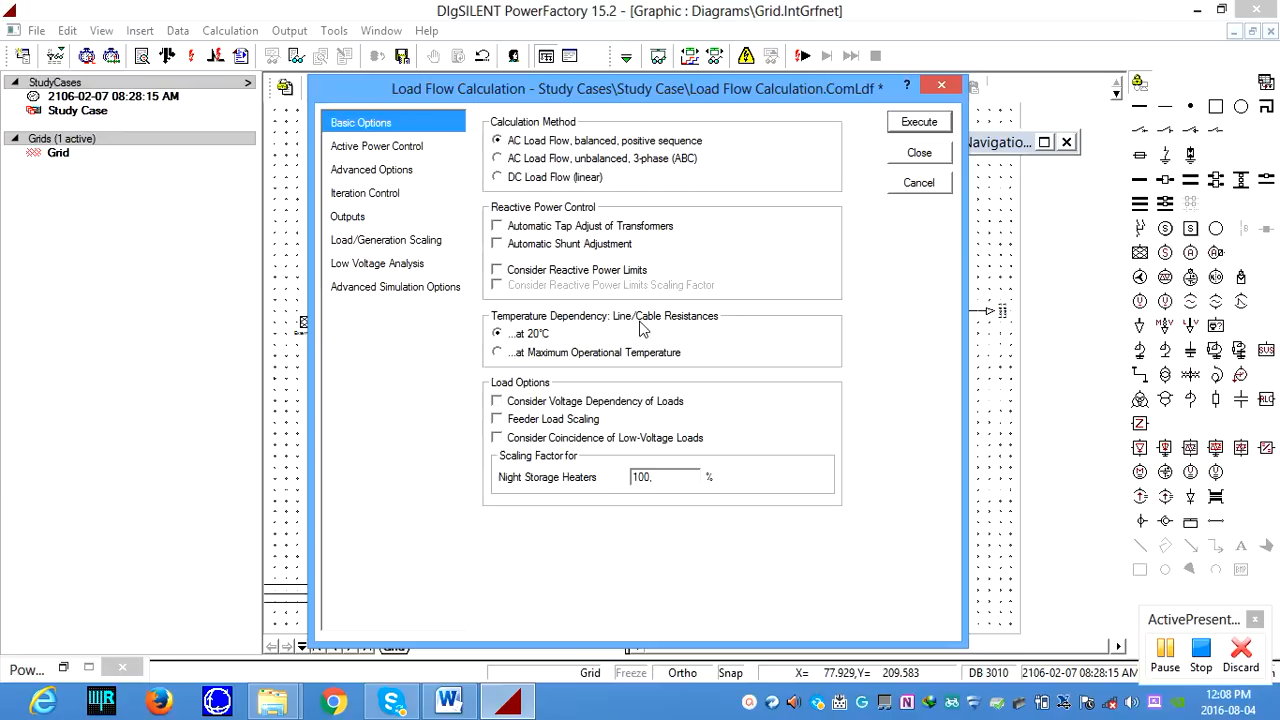 DIgSILENT PowerFactory 15.2 - [Graphic : Diagrams\Grid.IntGrfnet]
File Edit View Insert Data Calculation Output Tools Window Help
StudyCases >
2106-02-07 08:28:15 AM
Study Case
Grids (1 active)
Grid
Load Flow Calculation - Study Cases\Study Case\Load Flow Calculation.ComLdf *
?
Basic Options
Active Power Control
Advanced Options
Iteration Control
Outputs
Load/Generation Scaling
Low Voltage Analysis
Advanced Simulation Options
Calculation Method
AC Load Flow, balanced, positive sequence
AC Load Flow, unbalanced, 3-phase (ABC)
DC Load Flow (linear)
Reactive Power Control
Automatic Tap Adjust of Transformers
Automatic Shunt Adjustment
Consider Reactive Power Limits
Consider Reactive Power Limits Scaling Factor
Temperature Dependency: Line/Cable Resistances
...at 20°C
...at Maximum Operational Temperature
Load Options
Consider Voltage Dependency of Loads
Feeder Load Scaling
Consider Coincidence of Low-Voltage Loads
Scaling Factor for
Night Storage Heaters 100, %
Execute
Close
Cancel
Navigatio...
ActivePresent...
Pause Stop Discard
Pow...
Grid Freeze Ortho Snap X= 77.929, Y= 209.583 DB 3010 2106-02-07 08:28:15 AM
12:08 PM
2016-08-04